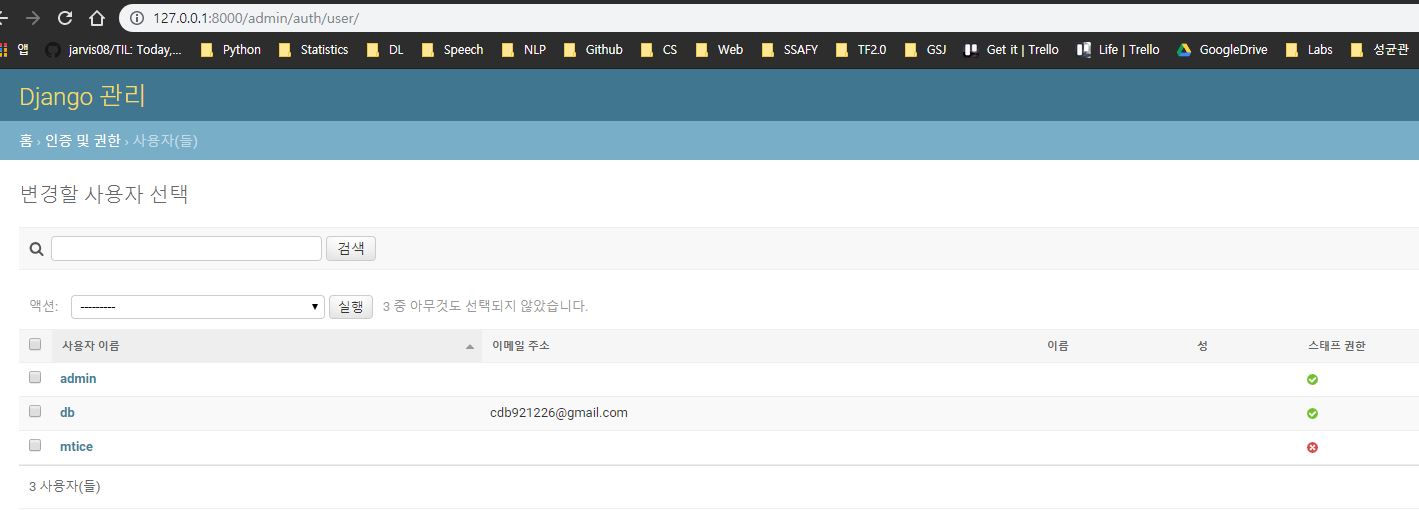 127.0.0.1:8000/admin/auth/user/
앱 jarvis08/TIL: Today,... Python Statistics DL Speech NLP Github CS Web SSAFY TF2.0 GSJ Get it | Trello Life | Trello GoogleDrive Labs 성균관
Django 관리
홈 › 인증 및 권한 › 사용자(들)
변경할 사용자 선택
검색
액션: --------- 실행 3 중 아무것도 선택되지 않았습니다.
사용자 이름 이메일 주소 이름 성 스태프 권한
admin
db cdb921226@gmail.com
mtice
3 사용자(들)